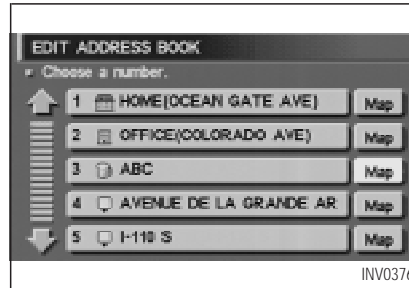 EDIT ADDRESS BOOK
Choose a number.
1 HOME[OCEAN GATE AVE] Map
2 OFFICE(COLORADO AVE) Map
3 ABC Map
4 AVENUE DE LA GRANDE AR Map
5 I-110 S Map
INV0376